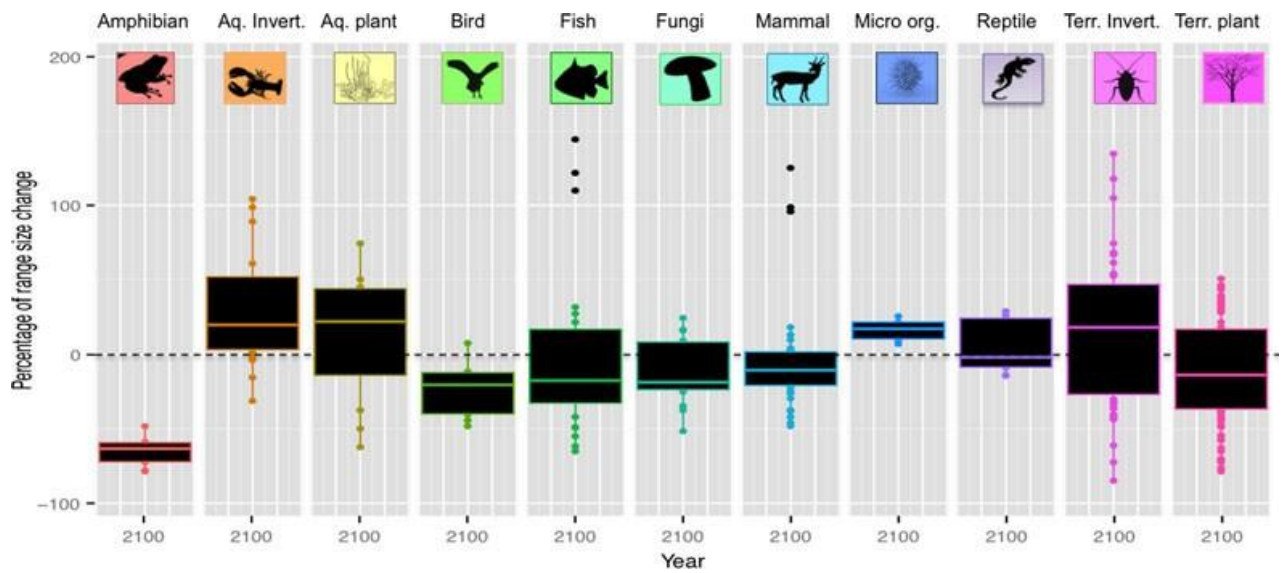 Amphibian Aq. Invert. Aq. plant Bird Fish Fungi Mammal Micro org. Reptile Terr. Invert. Terr. plant
200
100
0
−100
Percentage of range size change
2100 2100 2100 2100 2100 2100 2100 2100 2100 2100 2100
Year